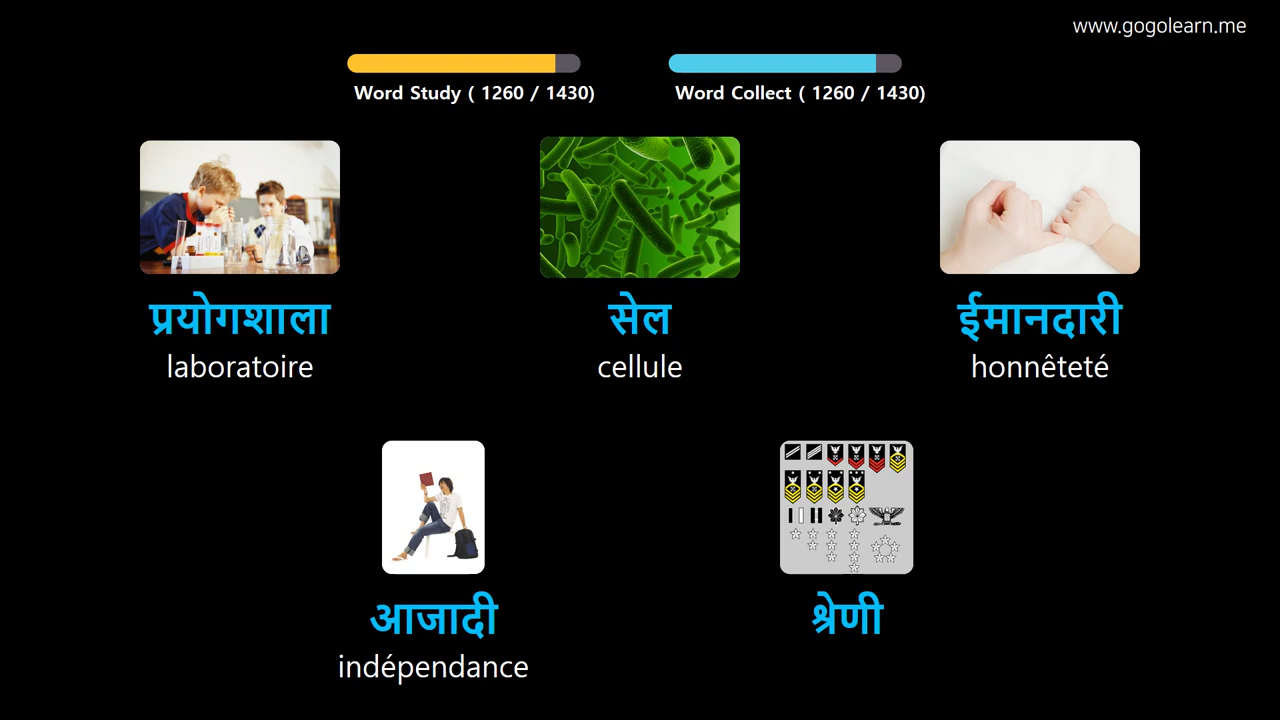 www.gogolearn.me
Word Study ( 1260 / 1430)
Word Collect ( 1260 / 1430)
प्रयोगशाला
laboratoire
सेल
cellule
ईमानदारी
honnêteté
आजादी
indépendance
श्रेणी